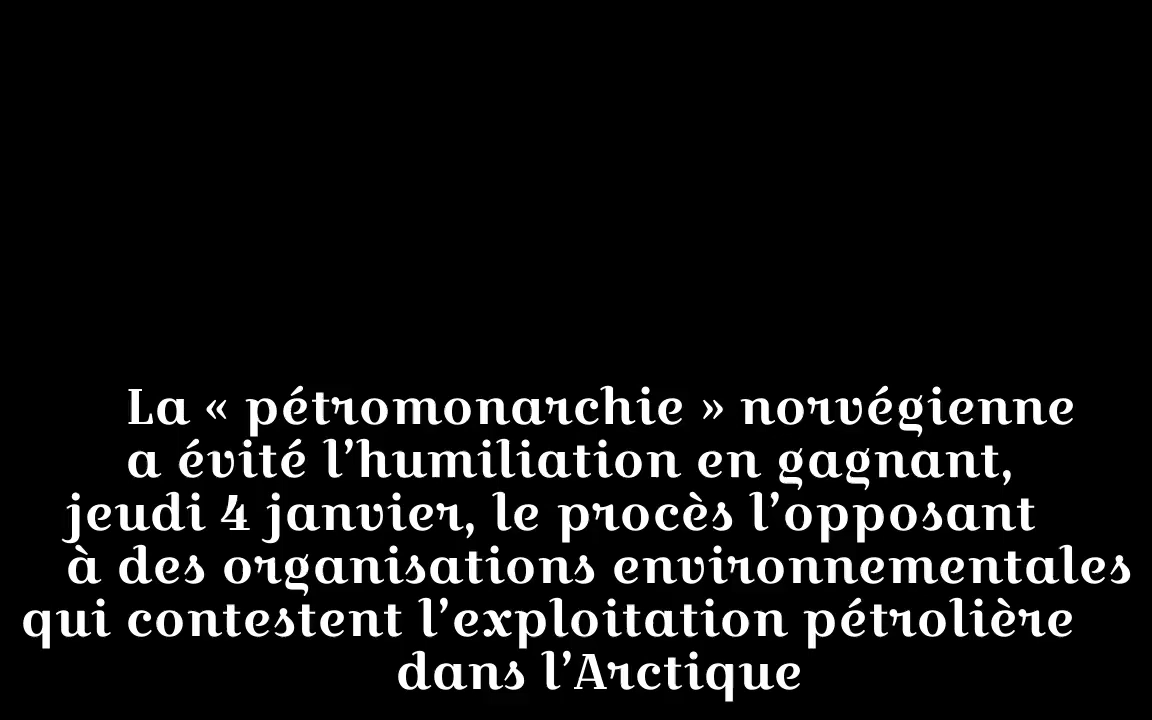 La « pétromonarchie » norvégienne
a évité l’humiliation en gagnant,
jeudi 4 janvier, le procès l’opposant
à des organisations environnementales
qui contestent l’exploitation pétrolière
dans l’Arctique